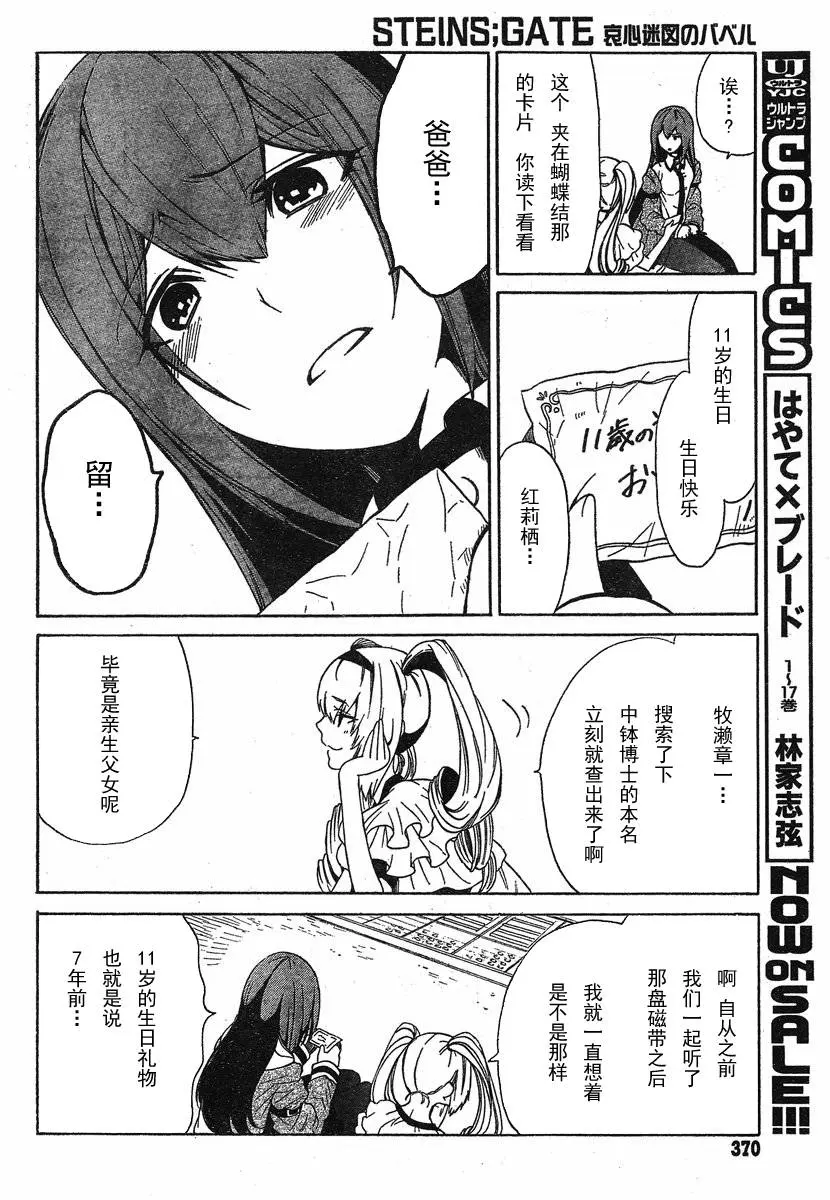 STEINS;GATE 哀心迷図のバベル
诶…?
这个 夹在蝴蝶结那
的卡片 你读下看看
11岁的生日
生日快乐
红莉栖…
11歳の
お
爸爸…
留…
牧濑章一…
搜索了下
中钵博士的本名
立刻就查出来了啊
毕竟是亲生父女呢
啊 自从之前
我们一起听了
那盘磁带之后
我就一直想着
是不是那样
11岁的生日礼物
也就是说
7年前…
370
UJ
ウルトラ
YJC
ウルトラ
ジャンプ
COMICS
はやて×ブレード 1~17巻 林家志弦
NOW ON SALE!!!